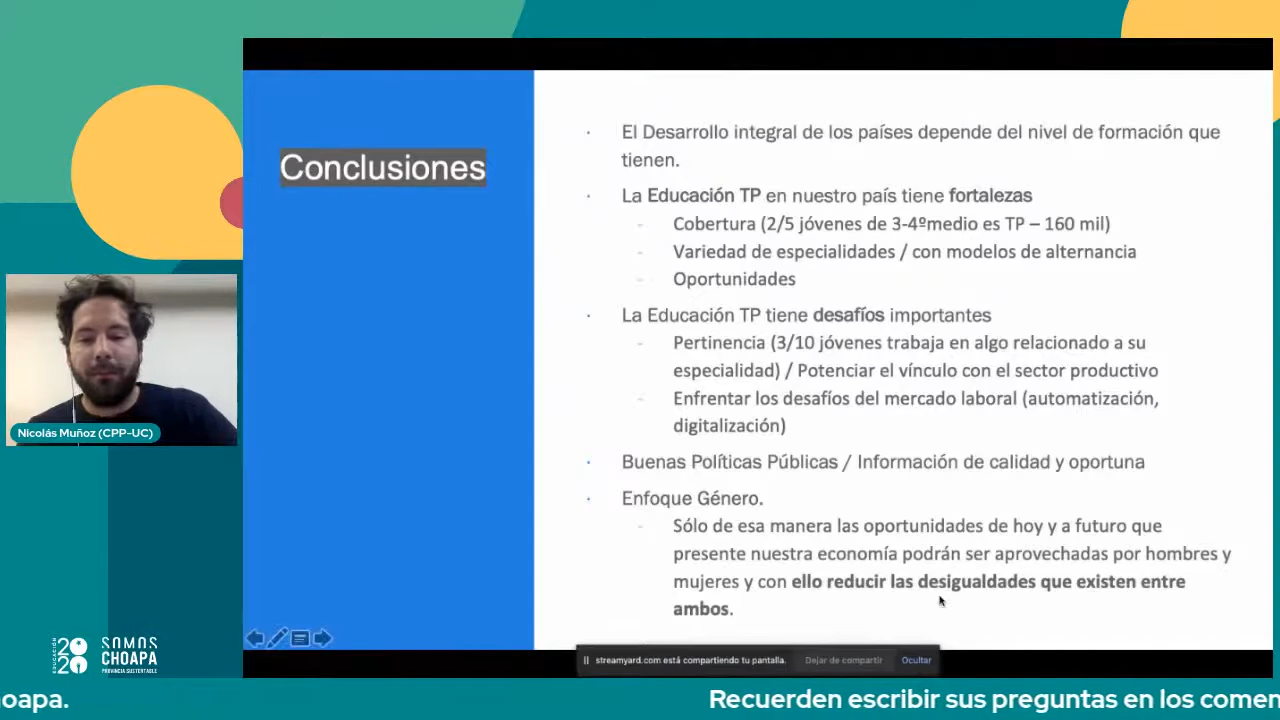 Conclusiones
· El Desarrollo integral de los países depende del nivel de formación que
tienen.
· La Educación TP en nuestro país tiene fortalezas
- Cobertura (2/5 jóvenes de 3-4ºmedio es TP – 160 mil)
- Variedad de especialidades / con modelos de alternancia
- Oportunidades
· La Educación TP tiene desafíos importantes
- Pertinencia (3/10 jóvenes trabaja en algo relacionado a su
especialidad) / Potenciar el vínculo con el sector productivo
- Enfrentar los desafíos del mercado laboral (automatización,
digitalización)
· Buenas Políticas Públicas / Información de calidad y oportuna
· Enfoque Género.
- Sólo de esa manera las oportunidades de hoy y a futuro que
presente nuestra economía podrán ser aprovechadas por hombres y
mujeres y con ello reducir las desigualdades que existen entre
ambos.
Nicolás Muñoz (CPP-UC)
EDUCACIÓN
2020
SOMOS
CHOAPA
PROVINCIA SUSTENTABLE
streamyard.com está compartiendo tu pantalla.
Dejar de compartir
Ocultar
hoapa.
Recuerden escribir sus preguntas en los comen